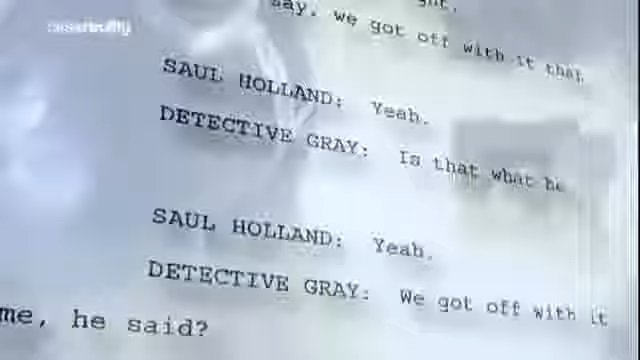 say, we got off with it that
SAUL HOLLAND: Yeah.
DETECTIVE GRAY: Is that what he
SAUL HOLLAND: Yeah.
DETECTIVE GRAY: We got off with it
me, he said?